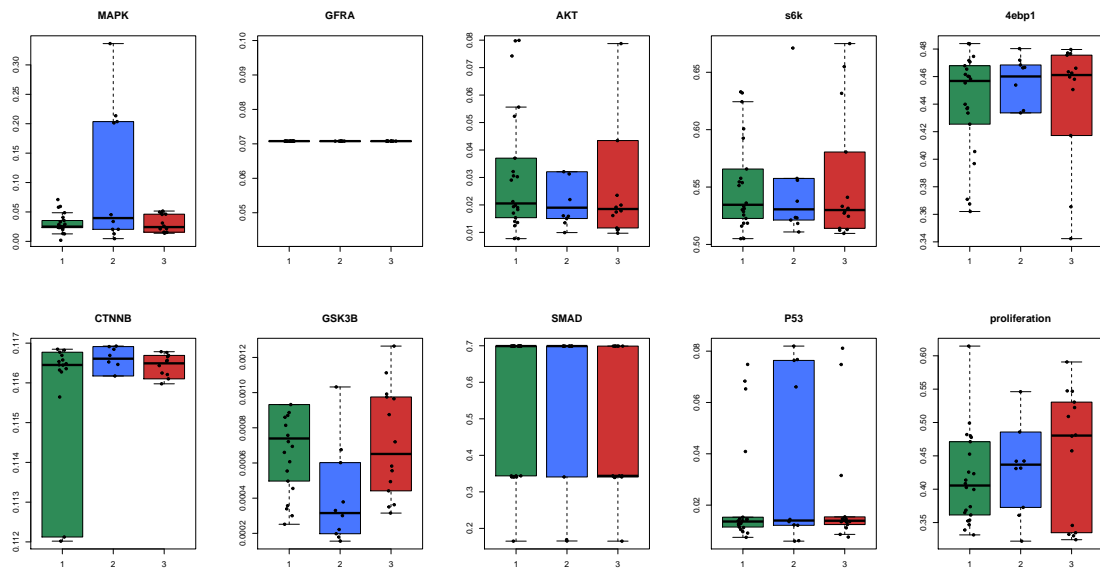 MAPK
0.00 0.05 0.10 0.15 0.20 0.25 0.30
1 2 3
GFRA
0.05 0.06 0.07 0.08 0.09 0.10
1 2 3
AKT
0.01 0.02 0.03 0.04 0.05 0.06 0.07 0.08
1 2 3
s6k
0.50 0.55 0.60 0.65
1 2 3
4ebp1
0.34 0.36 0.38 0.40 0.42 0.44 0.46 0.48
1 2 3
CTNNB
0.112 0.113 0.114 0.115 0.116 0.117
1 2 3
GSK3B
0.0002 0.0004 0.0006 0.0008 0.0010 0.0012
1 2 3
SMAD
0.2 0.3 0.4 0.5 0.6 0.7
1 2 3
P53
0.02 0.04 0.06 0.08
1 2 3
proliferation
0.35 0.40 0.45 0.50 0.55 0.60
1 2 3